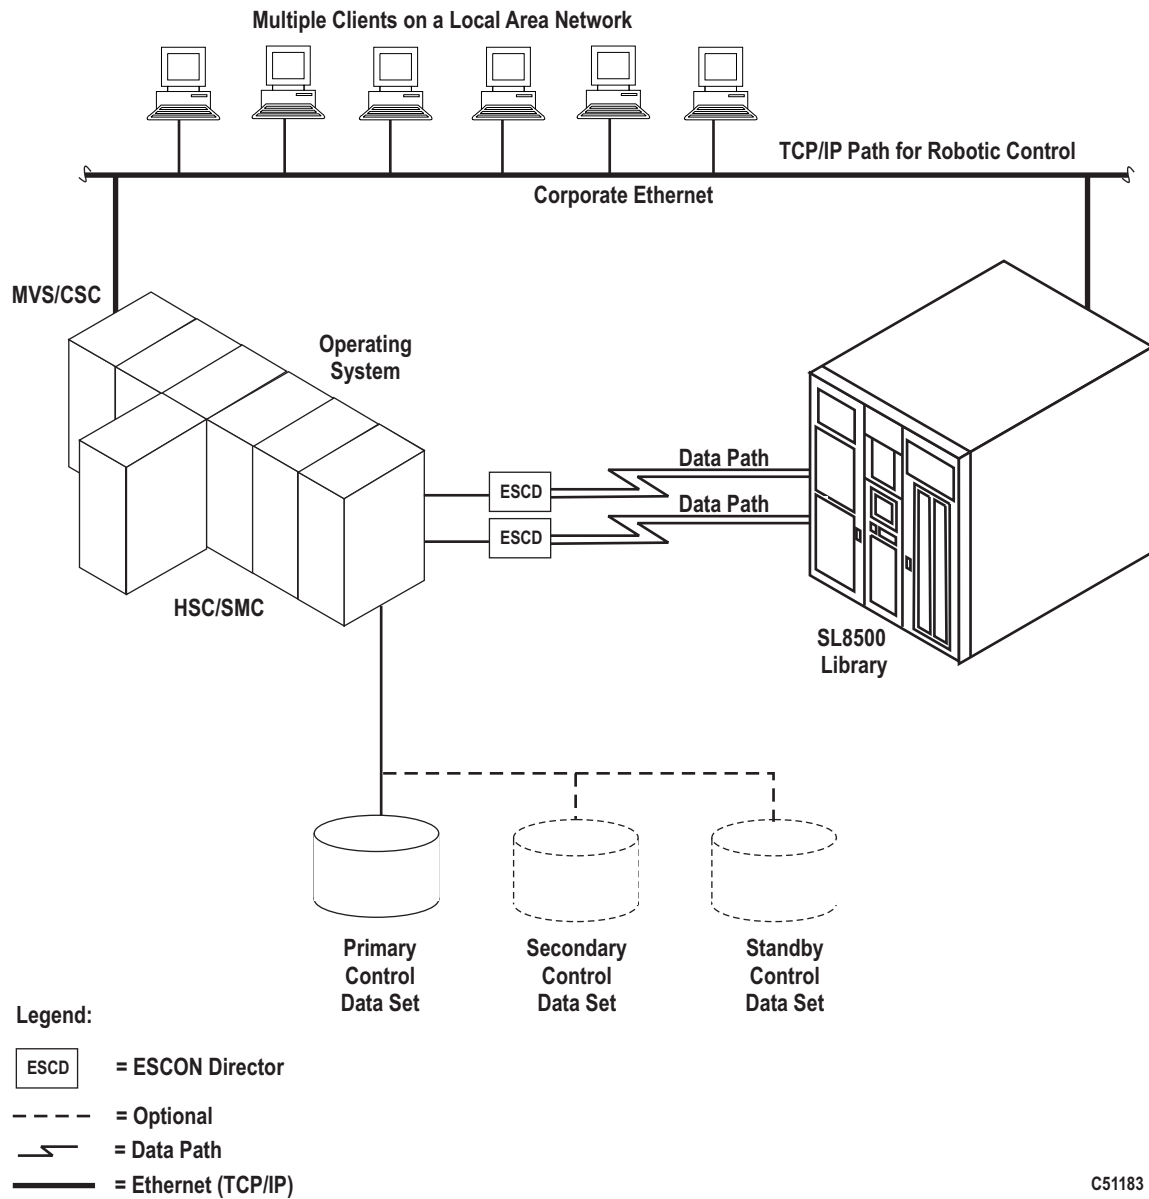 Multiple Clients on a Local Area Network
TCP/IP Path for Robotic Control
Corporate Ethernet
MVS/CSC
Operating
System
Data Path
ESCD
Data Path
ESCD
HSC/SMC
SL8500
Library
Primary
Control
Data Set
Secondary
Control
Data Set
Standby
Control
Data Set
Legend:
ESCD = ESCON Director
= Optional
= Data Path
= Ethernet (TCP/IP)
C51183